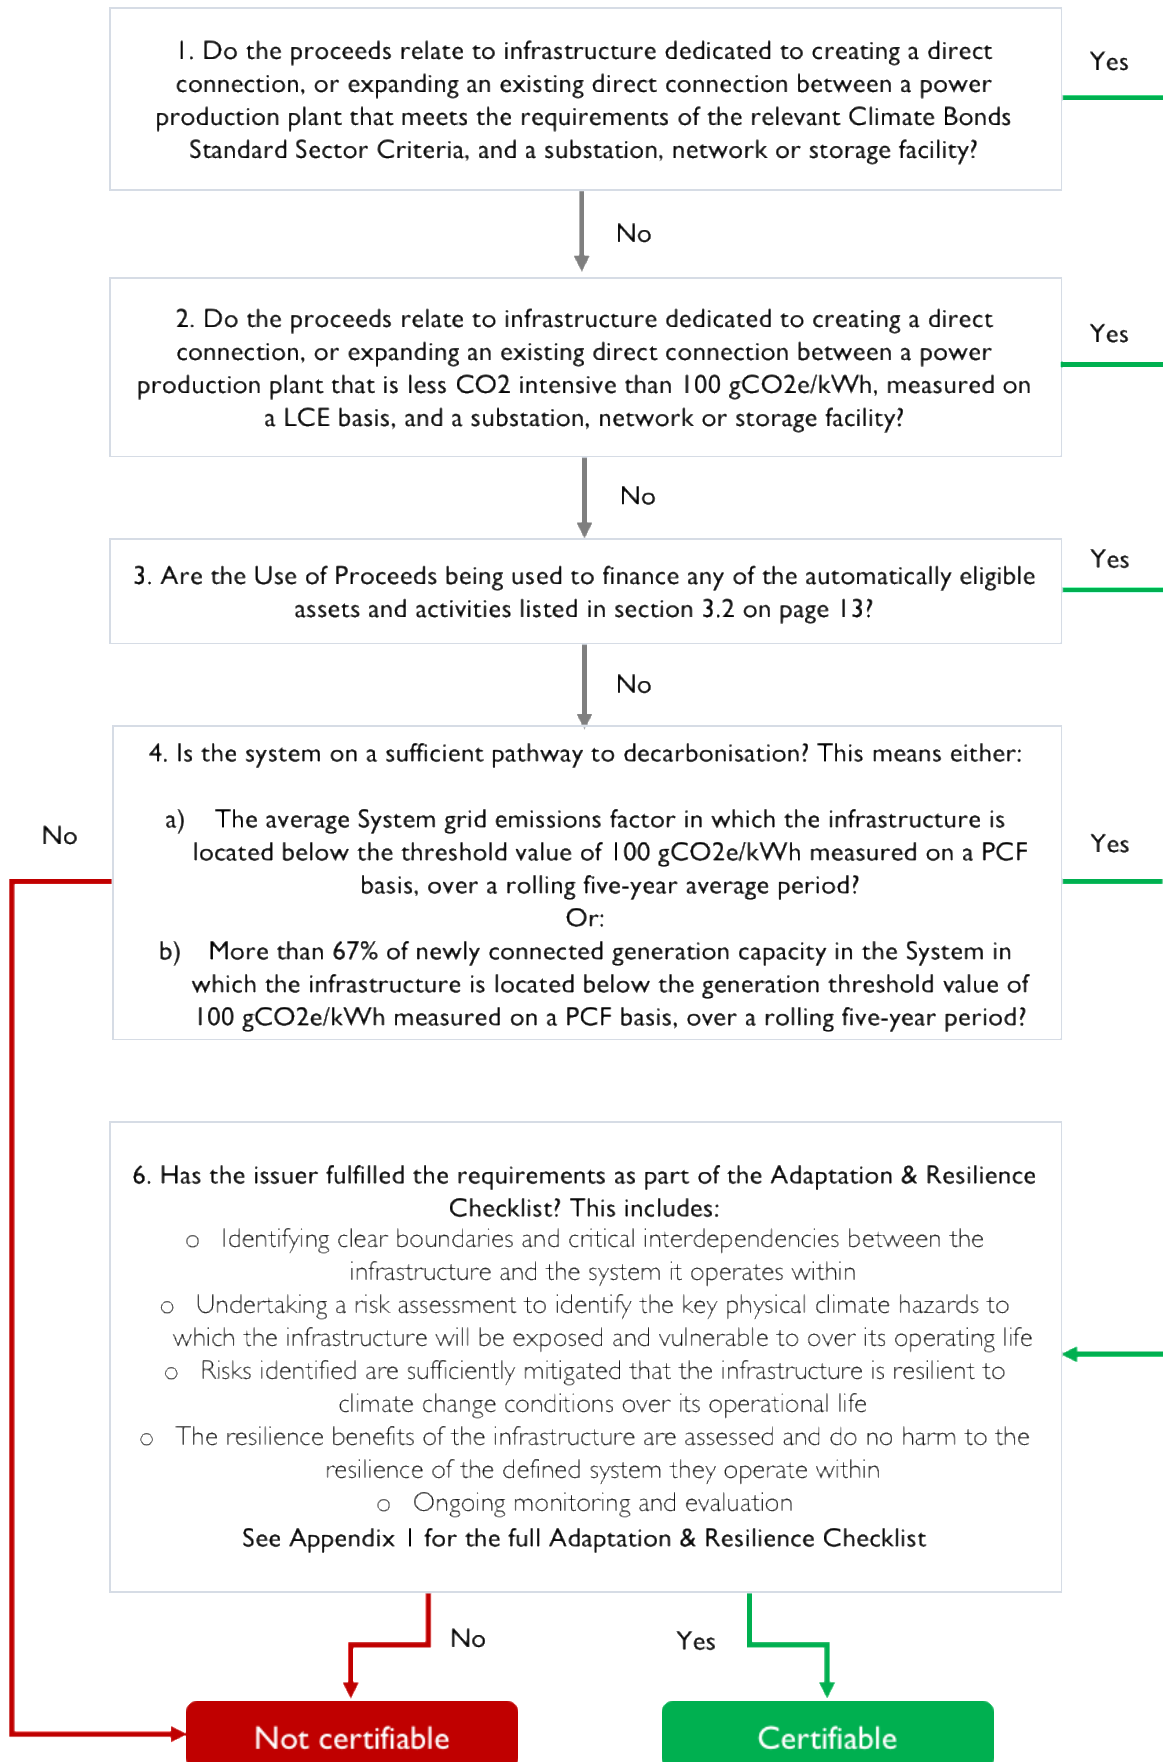 1. Do the proceeds relate to infrastructure dedicated to creating a direct
connection, or expanding an existing direct connection between a power
production plant that meets the requirements of the relevant Climate Bonds
Standard Sector Criteria, and a substation, network or storage facility?
Yes
No
2. Do the proceeds relate to infrastructure dedicated to creating a direct
connection, or expanding an existing direct connection between a power
production plant that is less CO2 intensive than 100 gCO2e/kWh, measured on
a LCE basis, and a substation, network or storage facility?
Yes
No
3. Are the Use of Proceeds being used to finance any of the automatically eligible
assets and activities listed in section 3.2 on page 13?
Yes
No
4. Is the system on a sufficient pathway to decarbonisation? This means either:
a) The average System grid emissions factor in which the infrastructure is
located below the threshold value of 100 gCO2e/kWh measured on a PCF
basis, over a rolling five-year average period?
Or:
b) More than 67% of newly connected generation capacity in the System in
which the infrastructure is located below the generation threshold value of
100 gCO2e/kWh measured on a PCF basis, over a rolling five-year period?
No
Yes
6. Has the issuer fulfilled the requirements as part of the Adaptation & Resilience
Checklist? This includes:
o Identifying clear boundaries and critical interdependencies between the
infrastructure and the system it operates within
o Undertaking a risk assessment to identify the key physical climate hazards to
which the infrastructure will be exposed and vulnerable to over its operating life
o Risks identified are sufficiently mitigated that the infrastructure is resilient to
climate change conditions over its operational life
o The resilience benefits of the infrastructure are assessed and do no harm to the
resilience of the defined system they operate within
o Ongoing monitoring and evaluation
See Appendix 1 for the full Adaptation & Resilience Checklist
No
Yes
Not certifiable
Certifiable